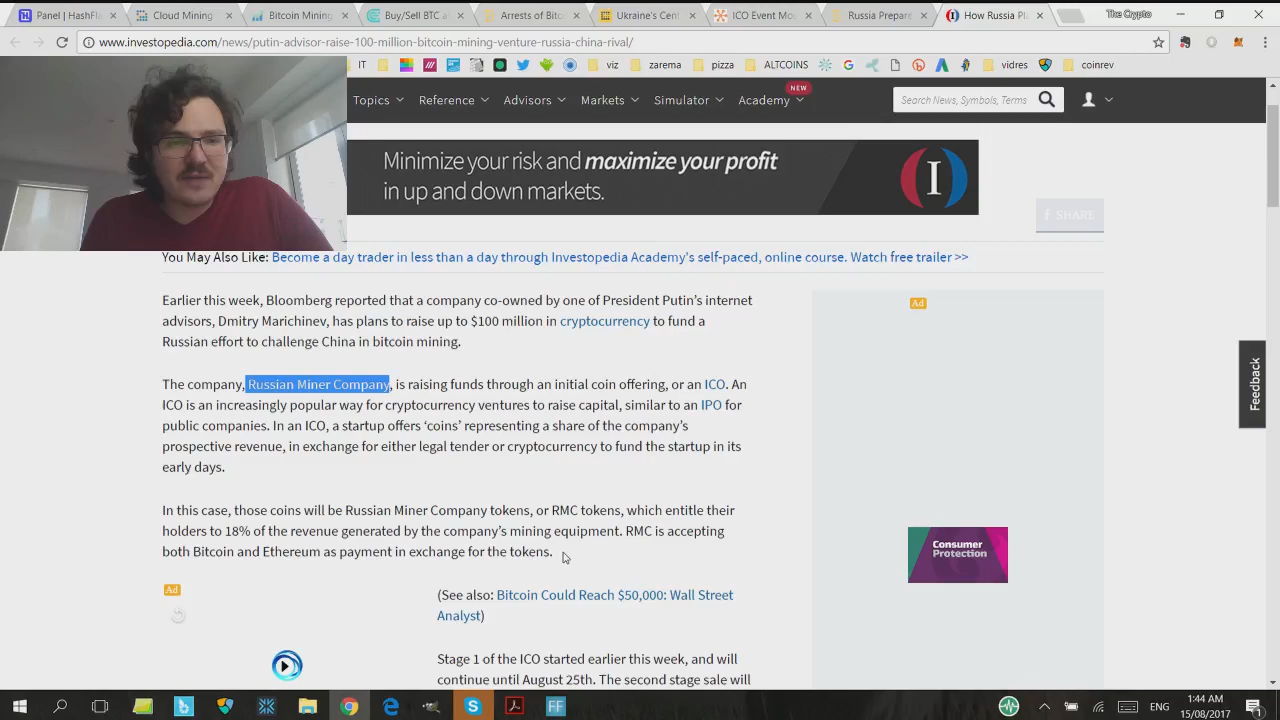 Panel | HashFl
Cloud Mining
Bitcoin Mining
Buy/Sell BTC a
Arrests of Bitc
Ukraine's Cent
ICO Event Mo
Russia Prepare
How Russia Pl
The Crypto
https://www.investopedia.com/news/putin-advisor-raise-100-million-bitcoin-mining-venture-russia-china-rival/
IT
viz
zarema
pizza
ALTCOINS
vidres
coinrev
Topics
Reference
Advisors
Markets
Simulator
Academy
NEW
Search News, Symbols, Terms
Minimize your risk and maximize your profit
in up and down markets.
I
f SHARE
You May Also Like: Become a day trader in less than a day through Investopedia Academy's self-paced, online course. Watch free trailer >>
Earlier this week, Bloomberg reported that a company co-owned by one of President Putin's internet
advisors, Dmitry Marichinev, has plans to raise up to $100 million in cryptocurrency to fund a
Russian effort to challenge China in bitcoin mining.
The company, Russian Miner Company, is raising funds through an initial coin offering, or an ICO. An
ICO is an increasingly popular way for cryptocurrency ventures to raise capital, similar to an IPO for
public companies. In an ICO, a startup offers 'coins' representing a share of the company's
prospective revenue, in exchange for either legal tender or cryptocurrency to fund the startup in its
early days.
In this case, those coins will be Russian Miner Company tokens, or RMC tokens, which entitle their
holders to 18% of the revenue generated by the company's mining equipment. RMC is accepting
both Bitcoin and Ethereum as payment in exchange for the tokens.
Ad
(See also: Bitcoin Could Reach $50,000: Wall Street
Analyst)
Stage 1 of the ICO started earlier this week, and will
continue until August 25th. The second stage sale will
Ad
Consumer
Protection
Feedback
ENG
1:44 AM
15/08/2017